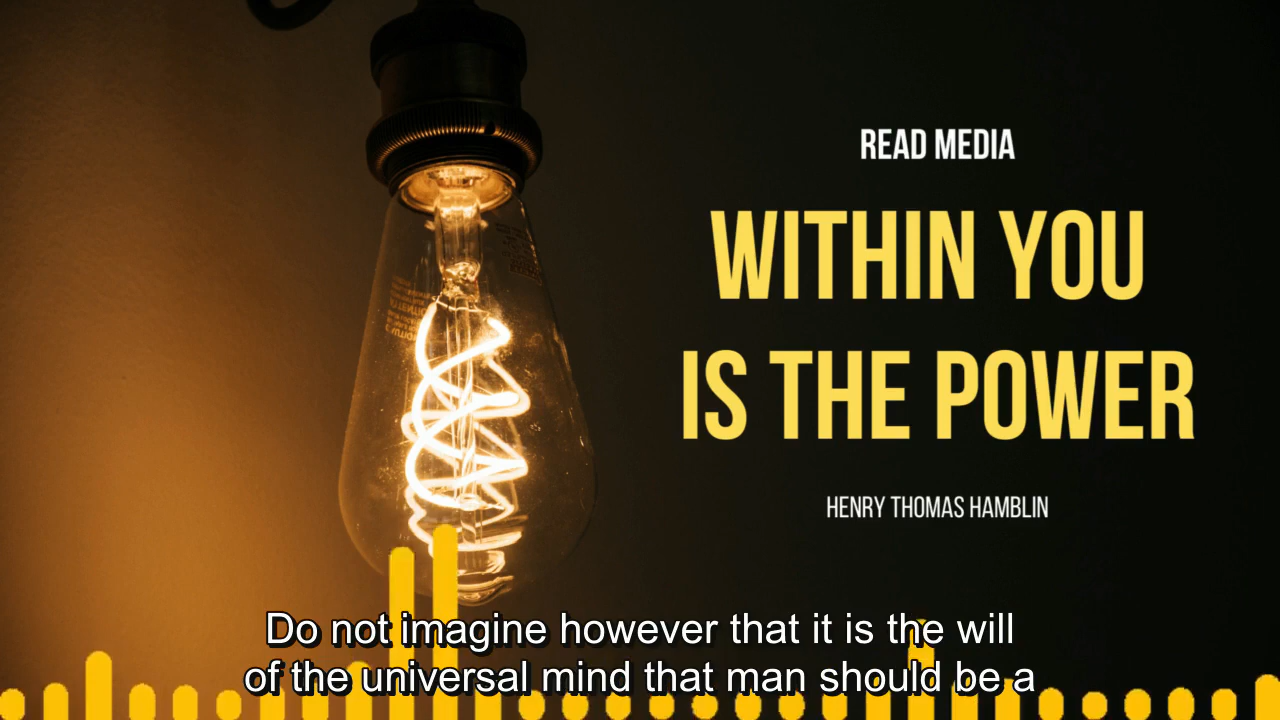 READ MEDIA
WITHIN YOU
IS THE POWER
HENRY THOMAS HAMBLIN
Do not imagine however that it is the will
of the universal mind that man should be a